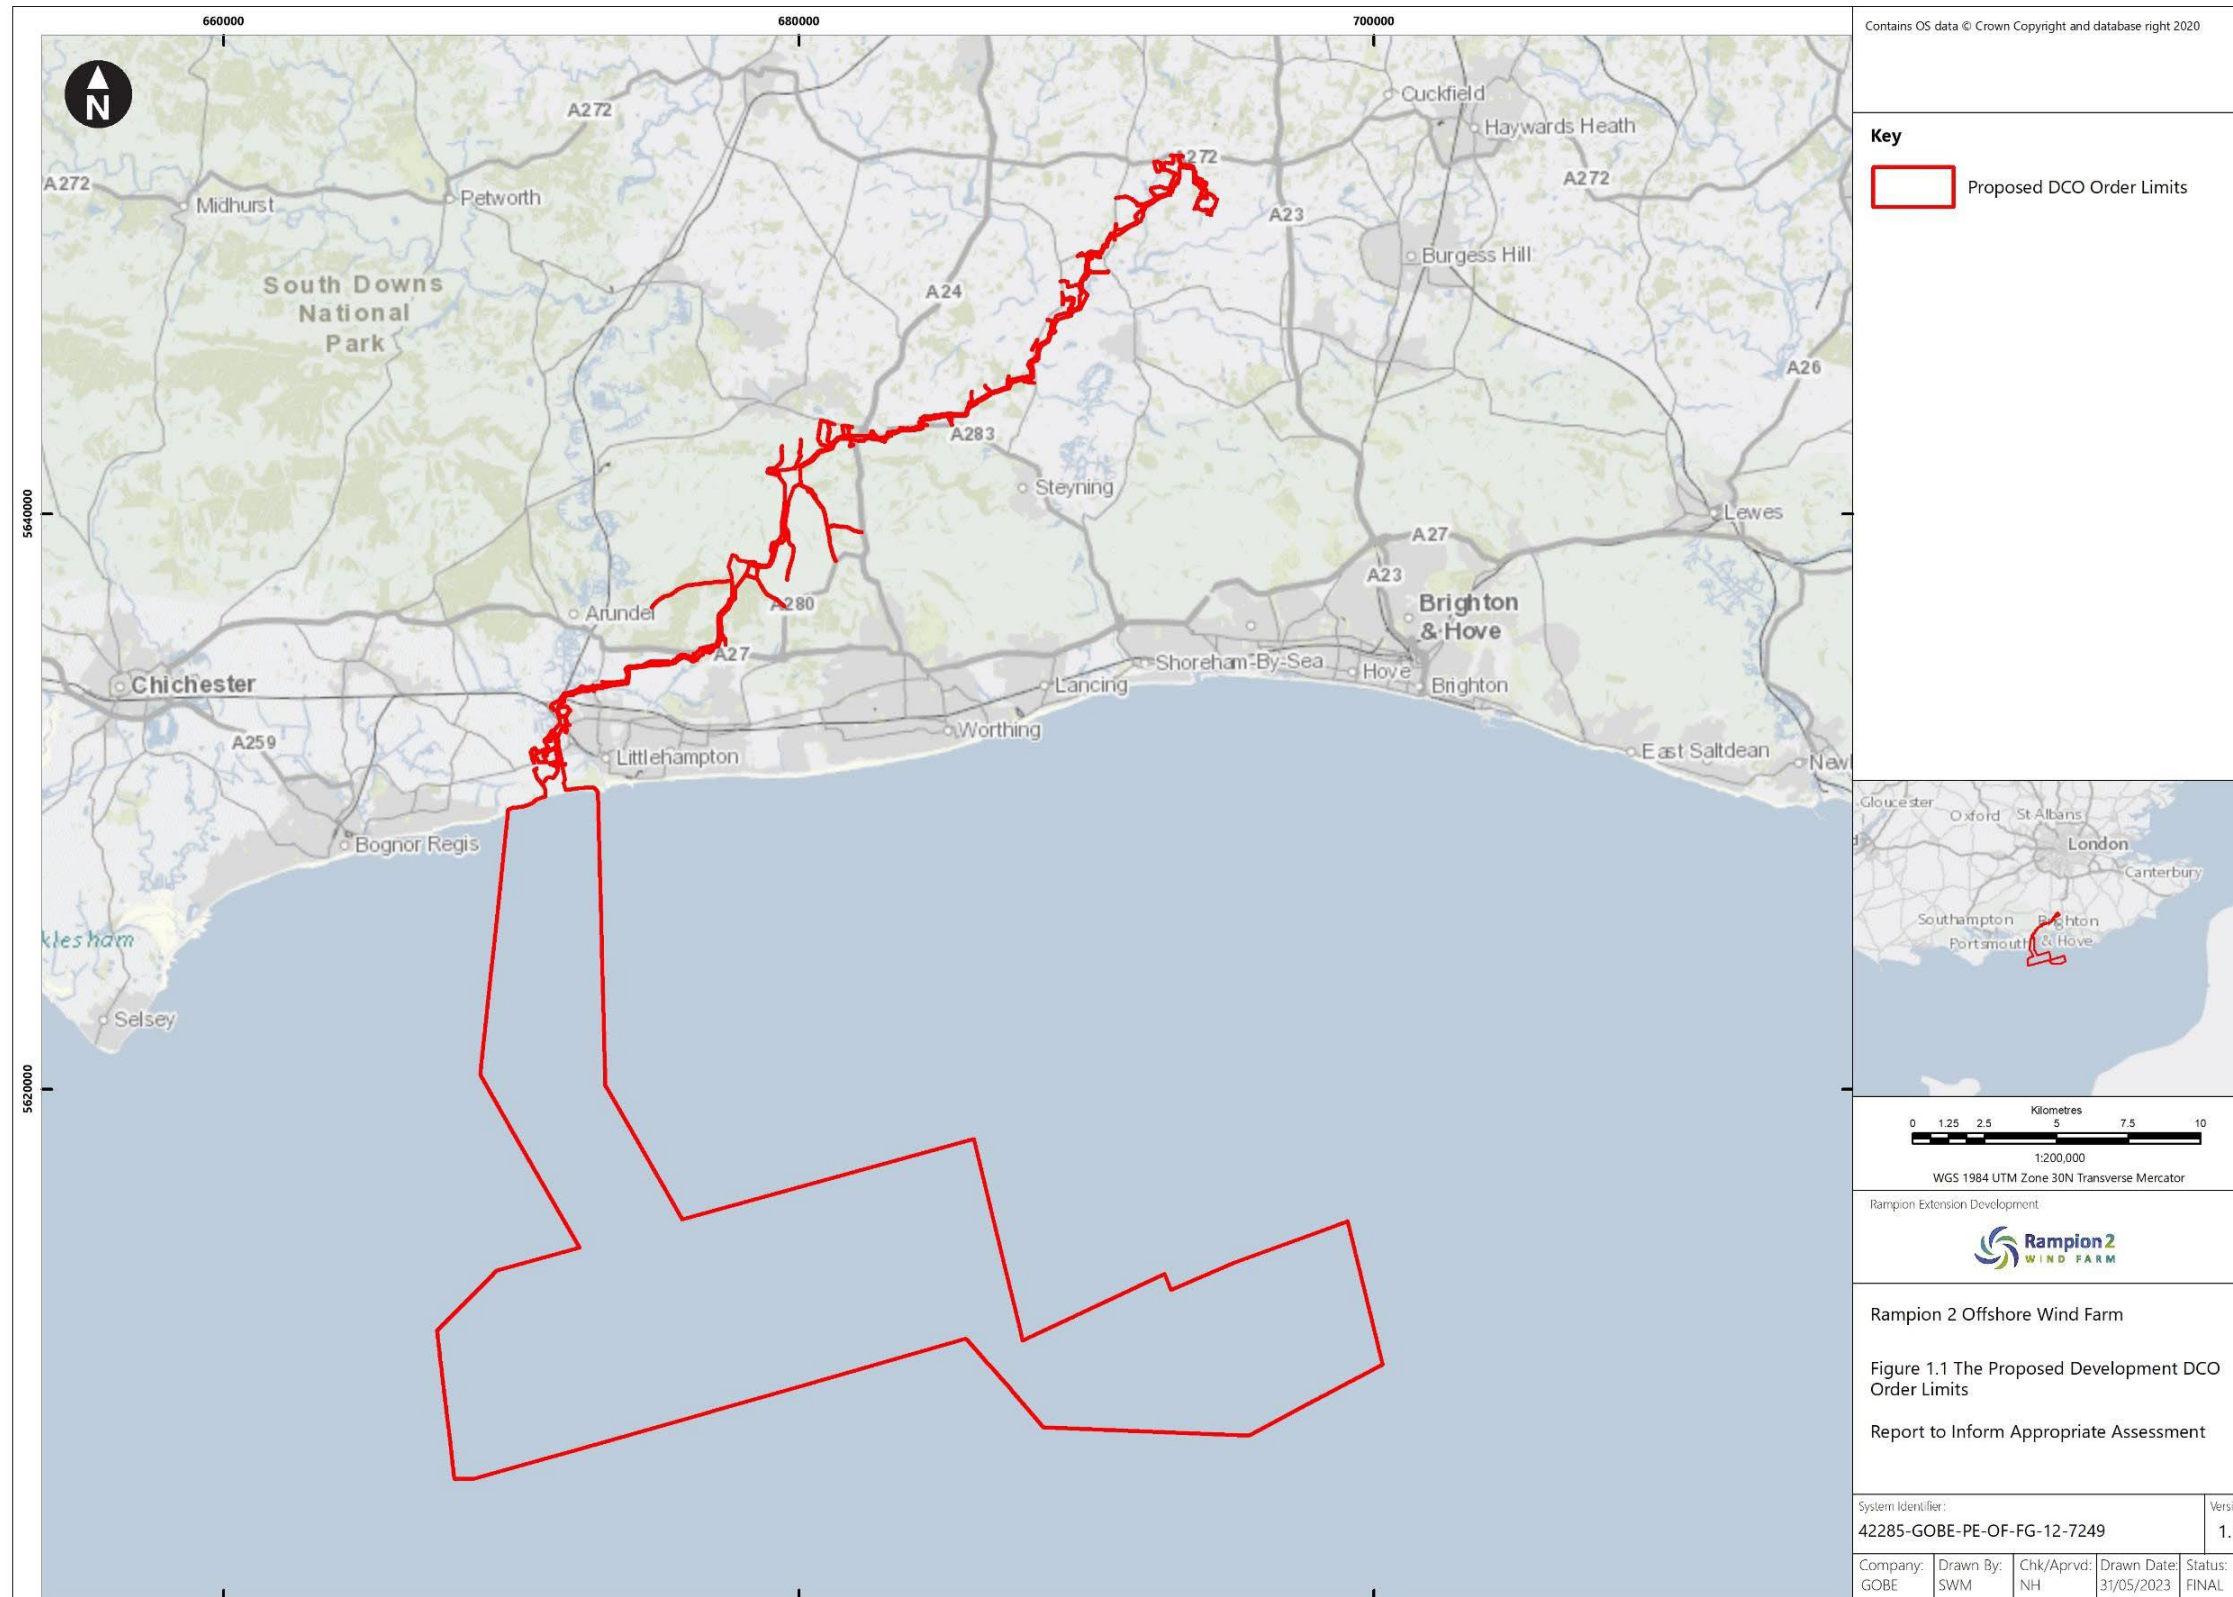 660000
680000
700000
5640000
5620000
N
A272
Cuckfield
Haywards Heath
A272
A272
A272
Midhurst
Petworth
A23
Burgess Hill
South Downs
National
Park
A24
A26
A283
Steyning
Lewes
A27
A23
Arundel
A280
Brighton
& Hove
A27
Chichester
Shoreham-By-Sea
Hove
Lancing
Brighton
A259
Worthing
Littlehampton
East Saltdean
Bognor Regis
klesham
Selsey
Contains OS data © Crown Copyright and database right 2020
Key
Proposed DCO Order Limits
Gloucester
Oxford
St Albans
London
Canterbury
Southampton
Brighton
Portsmouth
& Hove
Kilometres
0 1.25 2.5 5 7.5 10
1:200,000
WGS 1984 UTM Zone 30N Transverse Mercator
Rampion Extension Development
Rampion 2
WIND FARM
Rampion 2 Offshore Wind Farm
Figure 1.1 The Proposed Development DCO
Order Limits
Report to Inform Appropriate Assessment
System Identifier:
42285-GOBE-PE-OF-FG-12-7249
Versi
1.
Company: Drawn By: Chk/Aprvd: Drawn Date: Status:
GOBE SWM NH 31/05/2023 FINAL